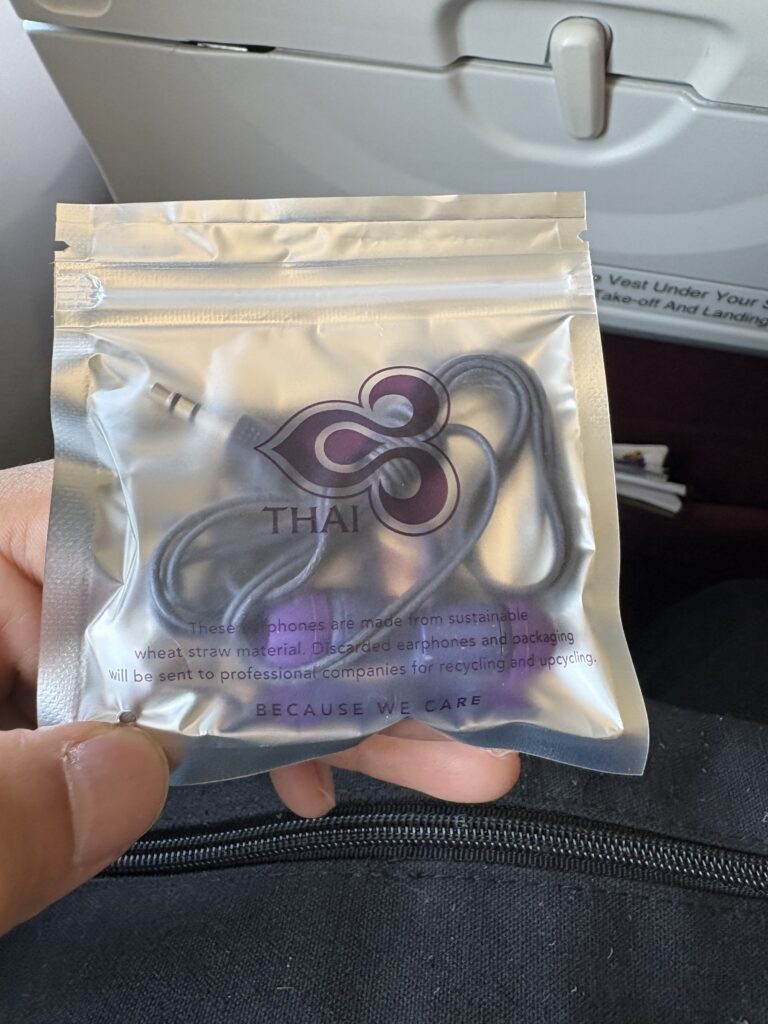 Vest Under Your
Take-off And Landing
THAI
These earphones are made from sustainable
wheat straw material. Discarded earphones and packaging
will be sent to professional companies for recycling and upcycling.
BECAUSE WE CARE